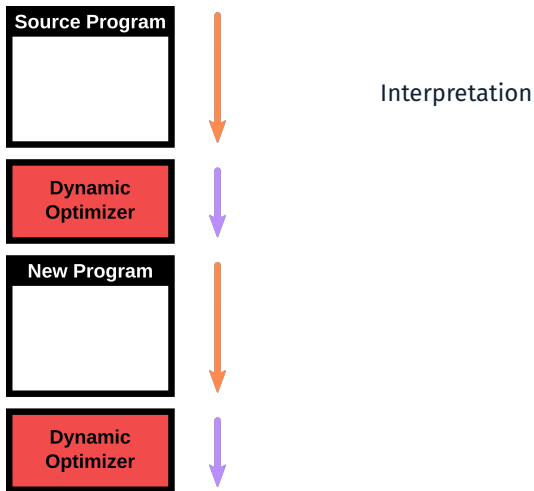 Source Program
Interpretation
Dynamic
Optimizer
New Program
Dynamic
Optimizer